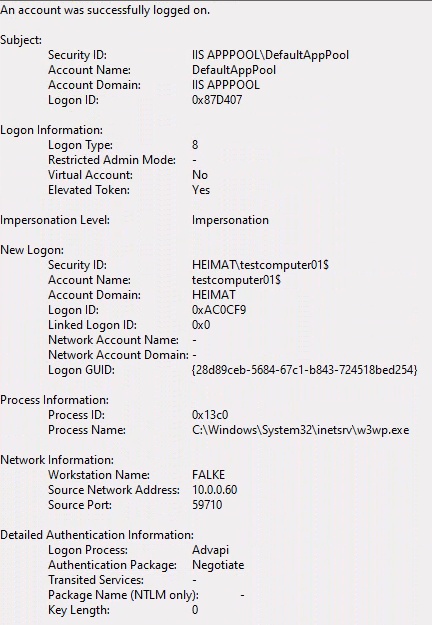 An account was successfully logged on.
Subject:
Security ID: IIS APPPOOL\DefaultAppPool
Account Name: DefaultAppPool
Account Domain: IIS APPPOOL
Logon ID: 0x87D407
Logon Information:
Logon Type: 8
Restricted Admin Mode: -
Virtual Account: No
Elevated Token: Yes
Impersonation Level: Impersonation
New Logon:
Security ID: HEIMAT\testcomputer01$
Account Name: testcomputer01$
Account Domain: HEIMAT
Logon ID: 0xAC0CF9
Linked Logon ID: 0x0
Network Account Name: -
Network Account Domain: -
Logon GUID: {28d89ceb-5684-67c1-b843-724518bed254}
Process Information:
Process ID: 0x13c0
Process Name: C:\Windows\System32\inetsrv\w3wp.exe
Network Information:
Workstation Name: FALKE
Source Network Address: 10.0.0.60
Source Port: 59710
Detailed Authentication Information:
Logon Process: Advapi
Authentication Package: Negotiate
Transited Services: -
Package Name (NTLM only): -
Key Length: 0